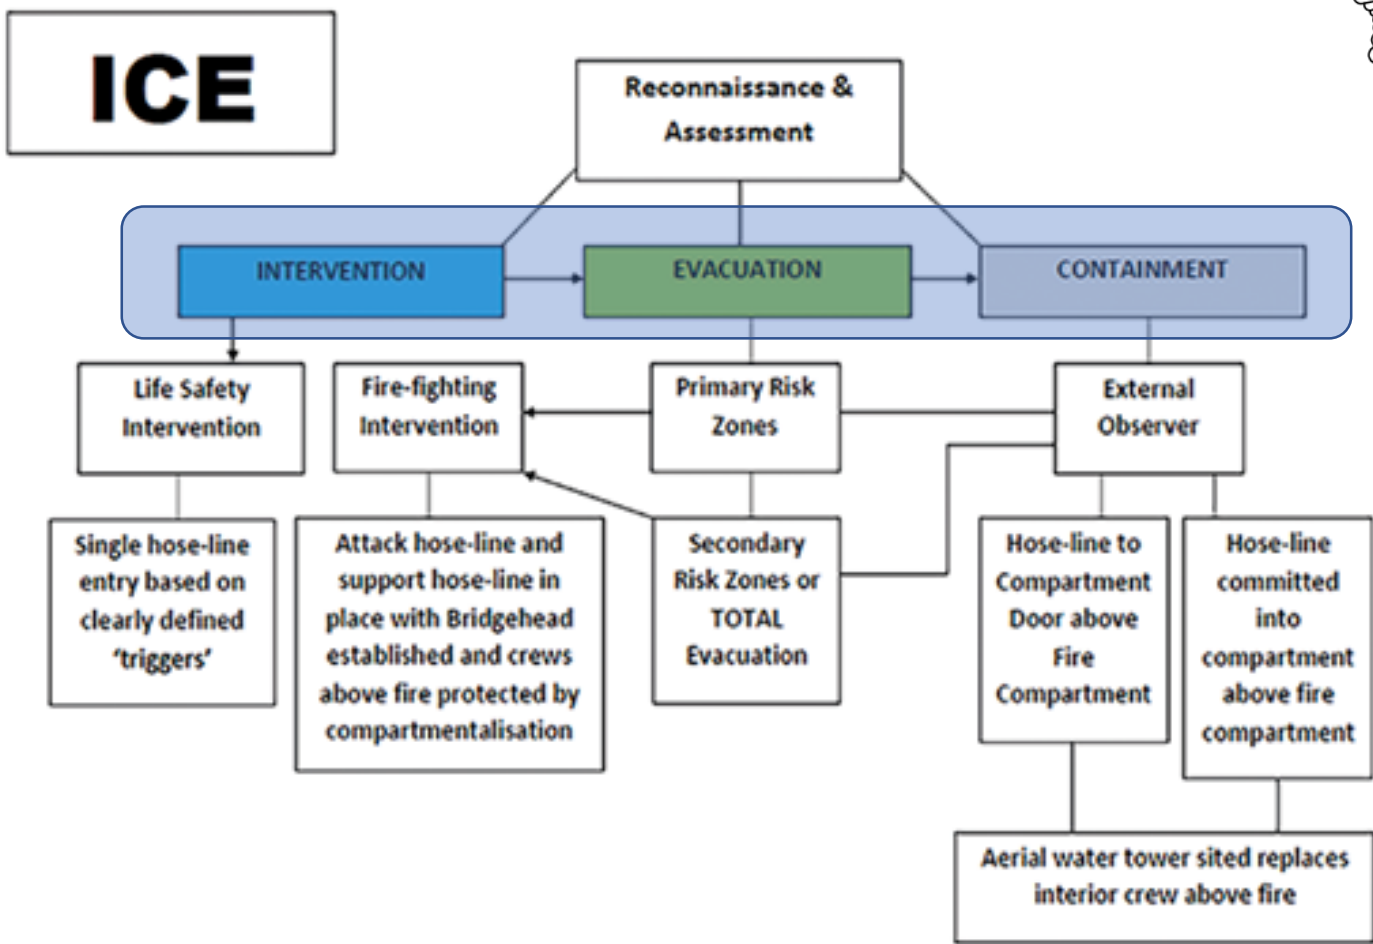 ICE
Reconnaissance &
Assessment
INTERVENTION
EVACUATION
CONTAINMENT
Life Safety
Intervention
Fire-fighting
Intervention
Primary Risk
Zones
External
Observer
Single hose-line
entry based on
clearly defined
‘triggers’
Attack hose-line and
support hose-line in
place with Bridgehead
established and crews
above fire protected by
compartmentalisation
Secondary
Risk Zones or
TOTAL
Evacuation
Hose-line to
Compartment
Door above
Fire
Compartment
Hose-line
committed
into
compartment
above fire
compartment
Aerial water tower sited replaces
interior crew above fire